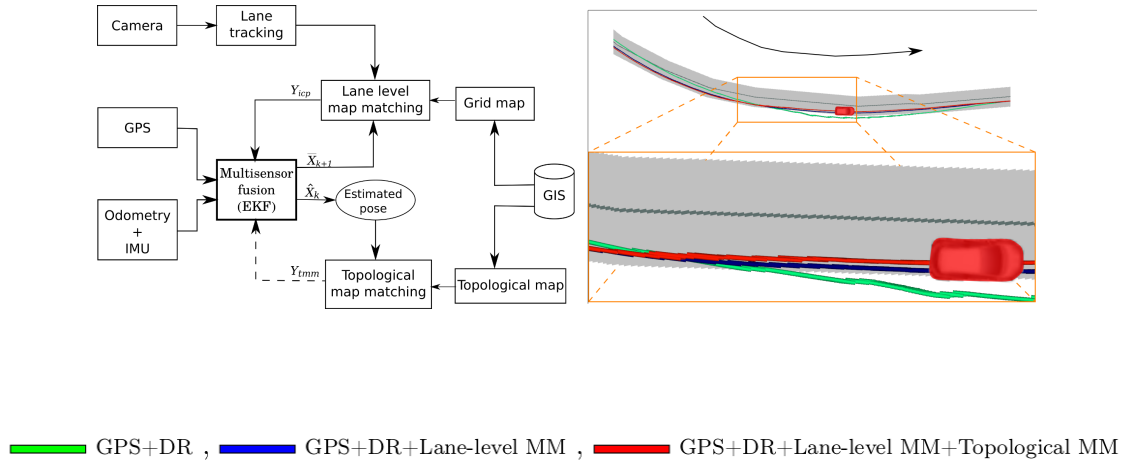 Camera
Lane
tracking
Y_icp
Lane level
map matching
Grid map
GPS
X̅_{k+1}
Multisensor
fusion
(EKF)
X̂_k
Estimated
pose
GIS
Odometry
+
IMU
Y_tmm
Topological
map matching
Topological map
GPS+DR , GPS+DR+Lane-level MM , GPS+DR+Lane-level MM+Topological MM